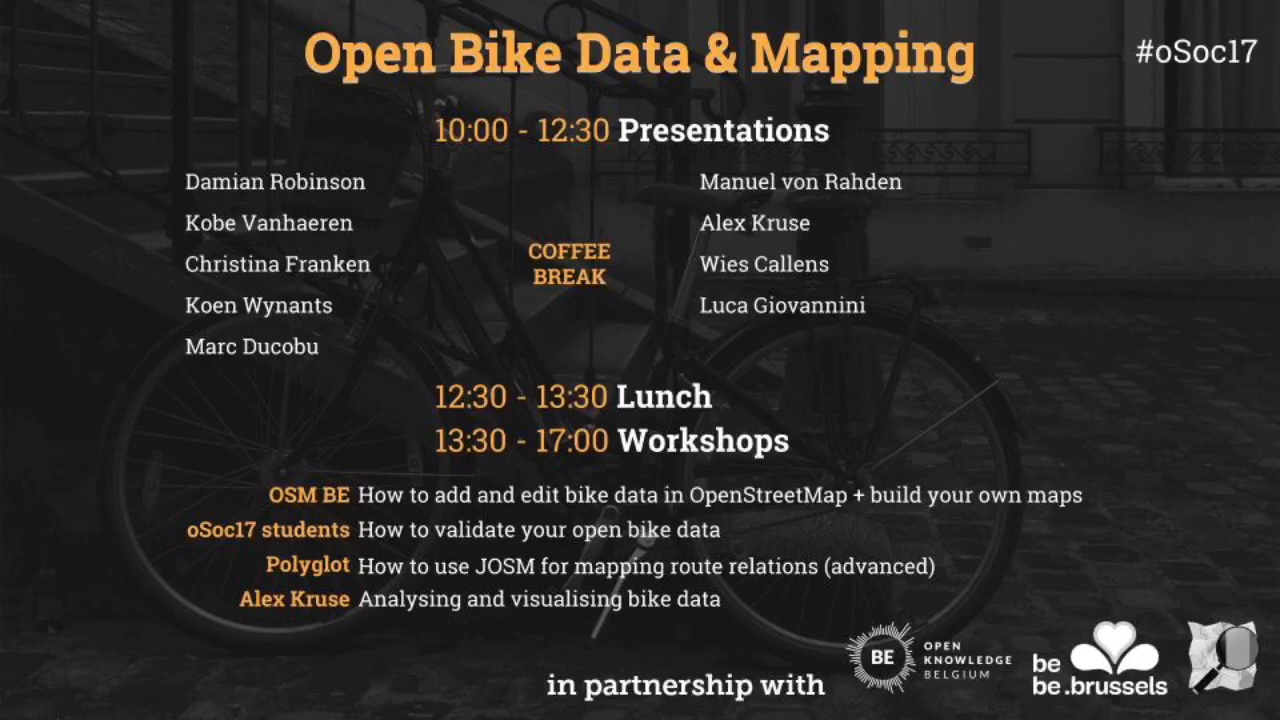 Open Bike Data & Mapping
#oSoc17
10:00 - 12:30 Presentations
Damian Robinson
Kobe Vanhaeren
Christina Franken
Koen Wynants
Marc Ducobu
COFFEE
BREAK
Manuel von Rahden
Alex Kruse
Wies Callens
Luca Giovannini
12:30 - 13:30 Lunch
13:30 - 17:00 Workshops
OSM BE How to add and edit bike data in OpenStreetMap + build your own maps
oSoc17 students How to validate your open bike data
Polyglot How to use JOSM for mapping route relations (advanced)
Alex Kruse Analysing and visualising bike data
in partnership with
BE
OPEN
KNOWLEDGE
BELGIUM
be
be.brussels